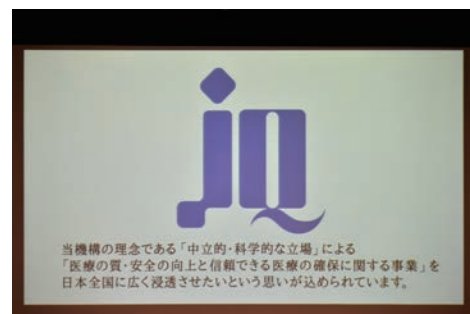 jq
当機構の理念である「中立的・科学的な立場」による
「医療の質・安全の向上と信頼できる医療の確保に関する事業」を
日本全国に広く浸透させたいという思いが込められています。